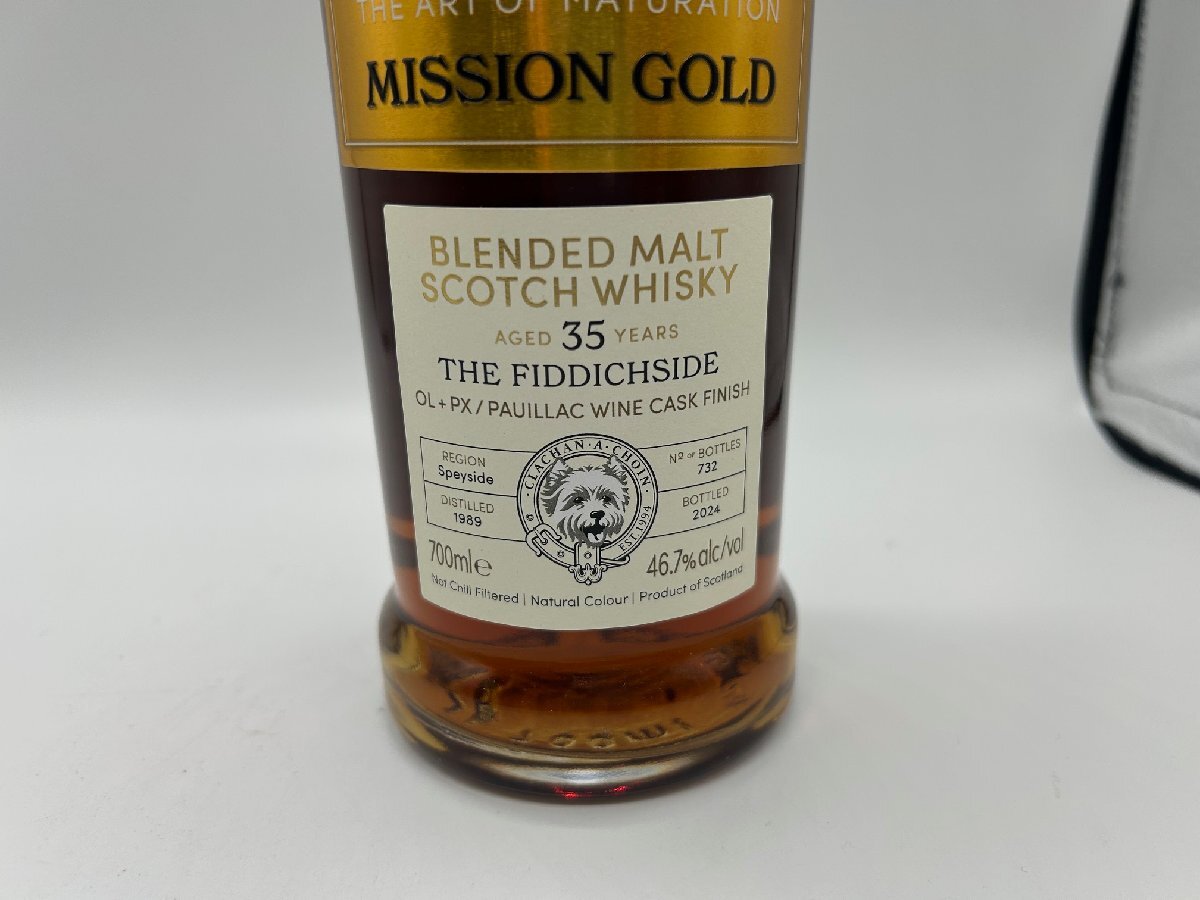 THE ART OF MATURATION
MISSION GOLD
BLENDED MALT
SCOTCH WHISKY
AGED 35 YEARS
THE FIDDICHSIDE
OL + PX / PAUILLAC WINE CASK FINISH
REGION
Speyside
DISTILLED
1989
CLACHAN · A · CHOIN
EST. 1994
Nº OF BOTTLES
732
BOTTLED
2024
700ml e
46.7% alc/vol
Not Chill Filtered | Natural Colour | Product of Scotland